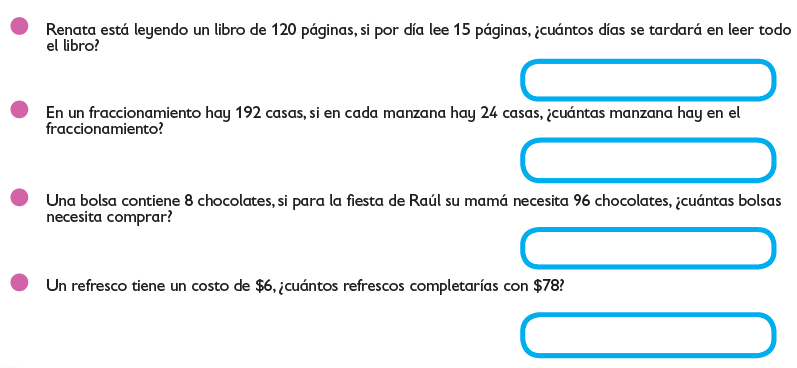 Renata está leyendo un libro de 120 páginas, si por día lee 15 páginas, ¿cuántos días se tardará en leer todo
el libro?
En un fraccionamiento hay 192 casas, si en cada manzana hay 24 casas, ¿cuántas manzana hay en el
fraccionamiento?
Una bolsa contiene 8 chocolates, si para la fiesta de Raúl su mamá necesita 96 chocolates, ¿cuántas bolsas
necesita comprar?
Un refresco tiene un costo de $6, ¿cuántos refrescos completarías con $78?